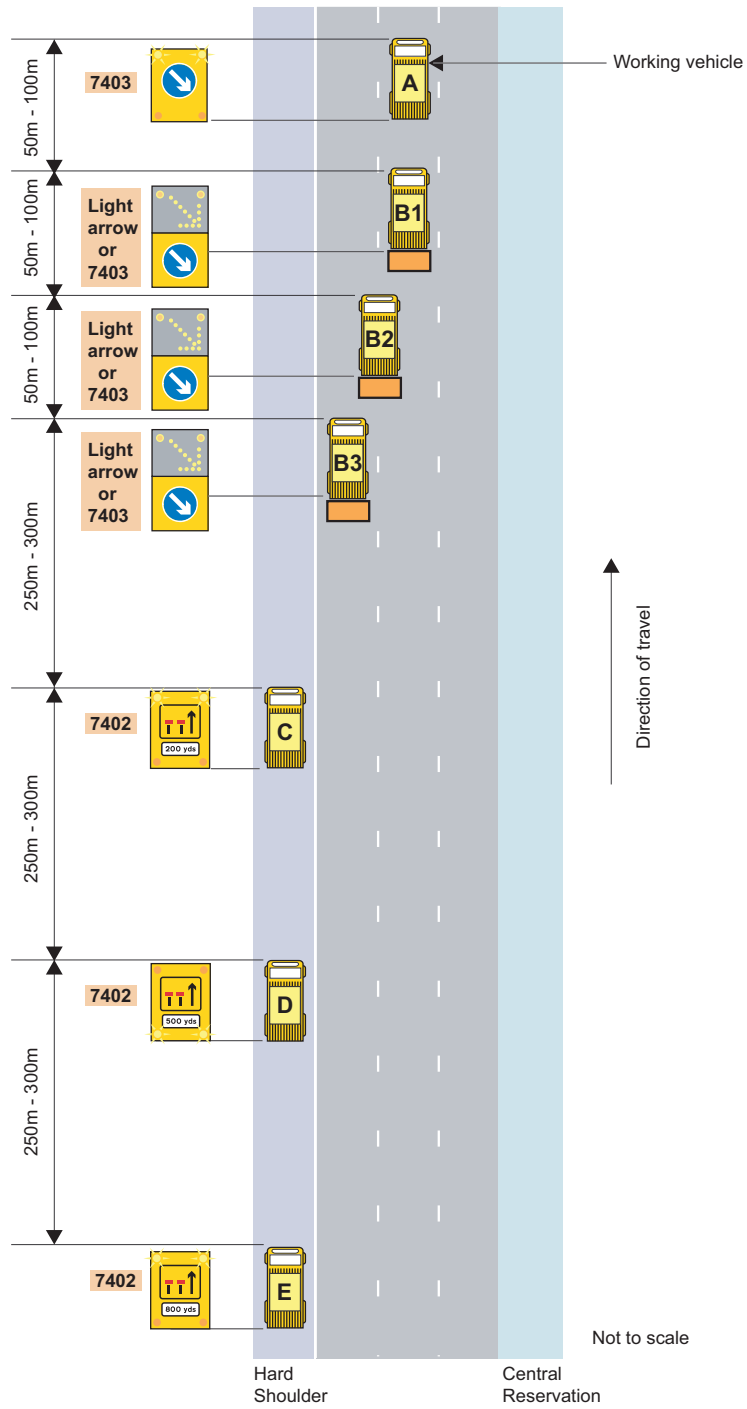 50m - 100m
7403
A
Working vehicle
50m - 100m
Light
arrow
or
7403
B1
50m - 100m
Light
arrow
or
7403
B2
250m - 300m
Light
arrow
or
7403
B3
Direction of travel
250m - 300m
7402
200 yds
C
250m - 300m
7402
500 yds
D
7402
800 yds
E
Not to scale
Hard
Shoulder
Central
Reservation